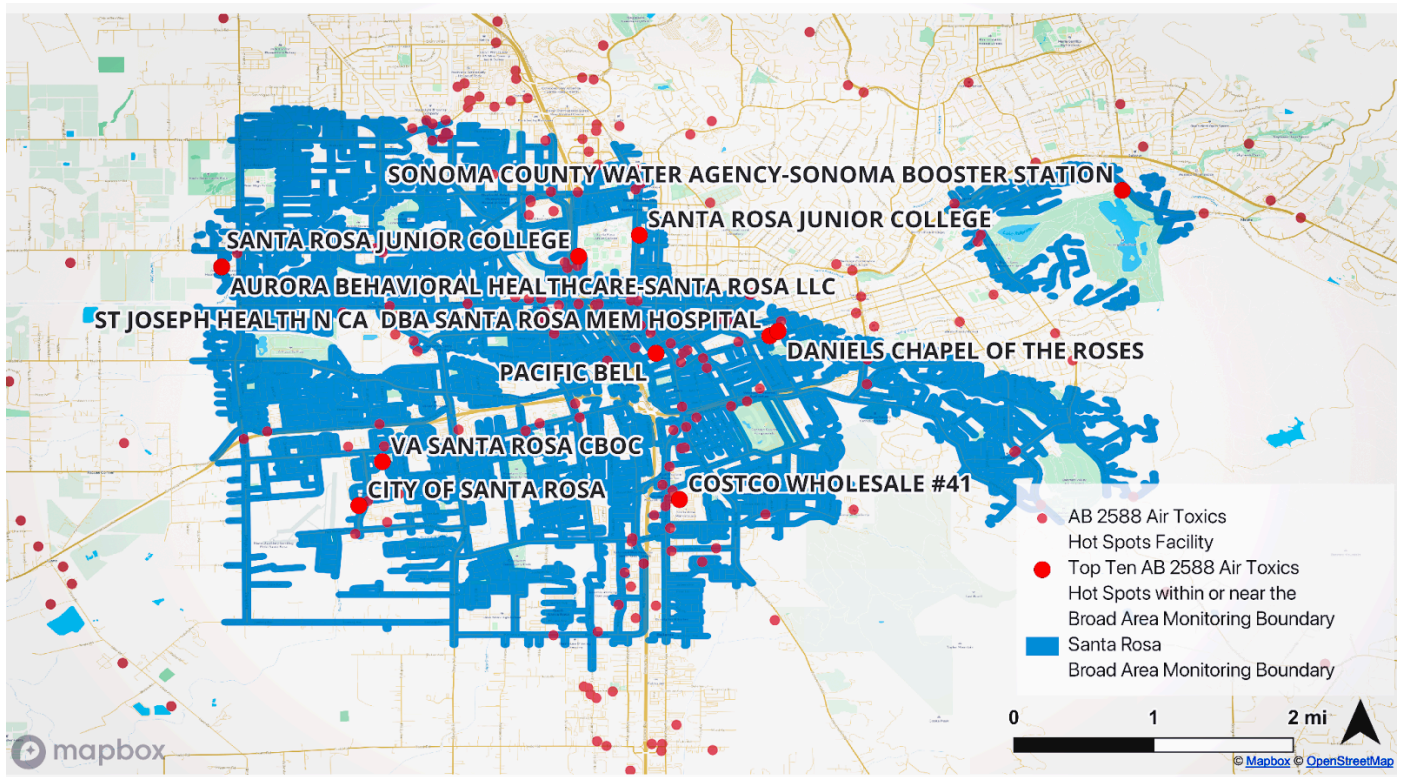 SONOMA COUNTY WATER AGENCY-SONOMA BOOSTER STATION
SANTA ROSA JUNIOR COLLEGE
SANTA ROSA JUNIOR COLLEGE
AURORA BEHAVIORAL HEALTHCARE-SANTA ROSA LLC
ST JOSEPH HEALTH N CA DBA SANTA ROSA MEM HOSPITAL
DANIELS CHAPEL OF THE ROSES
PACIFIC BELL
VA SANTA ROSA CBOC
CITY OF SANTA ROSA
COSTCO WHOLESALE #41
AB 2588 Air Toxics
Hot Spots Facility
Top Ten AB 2588 Air Toxics
Hot Spots within or near the
Broad Area Monitoring Boundary
Santa Rosa
Broad Area Monitoring Boundary
0 1 2 mi
mapbox
© Mapbox © OpenStreetMap